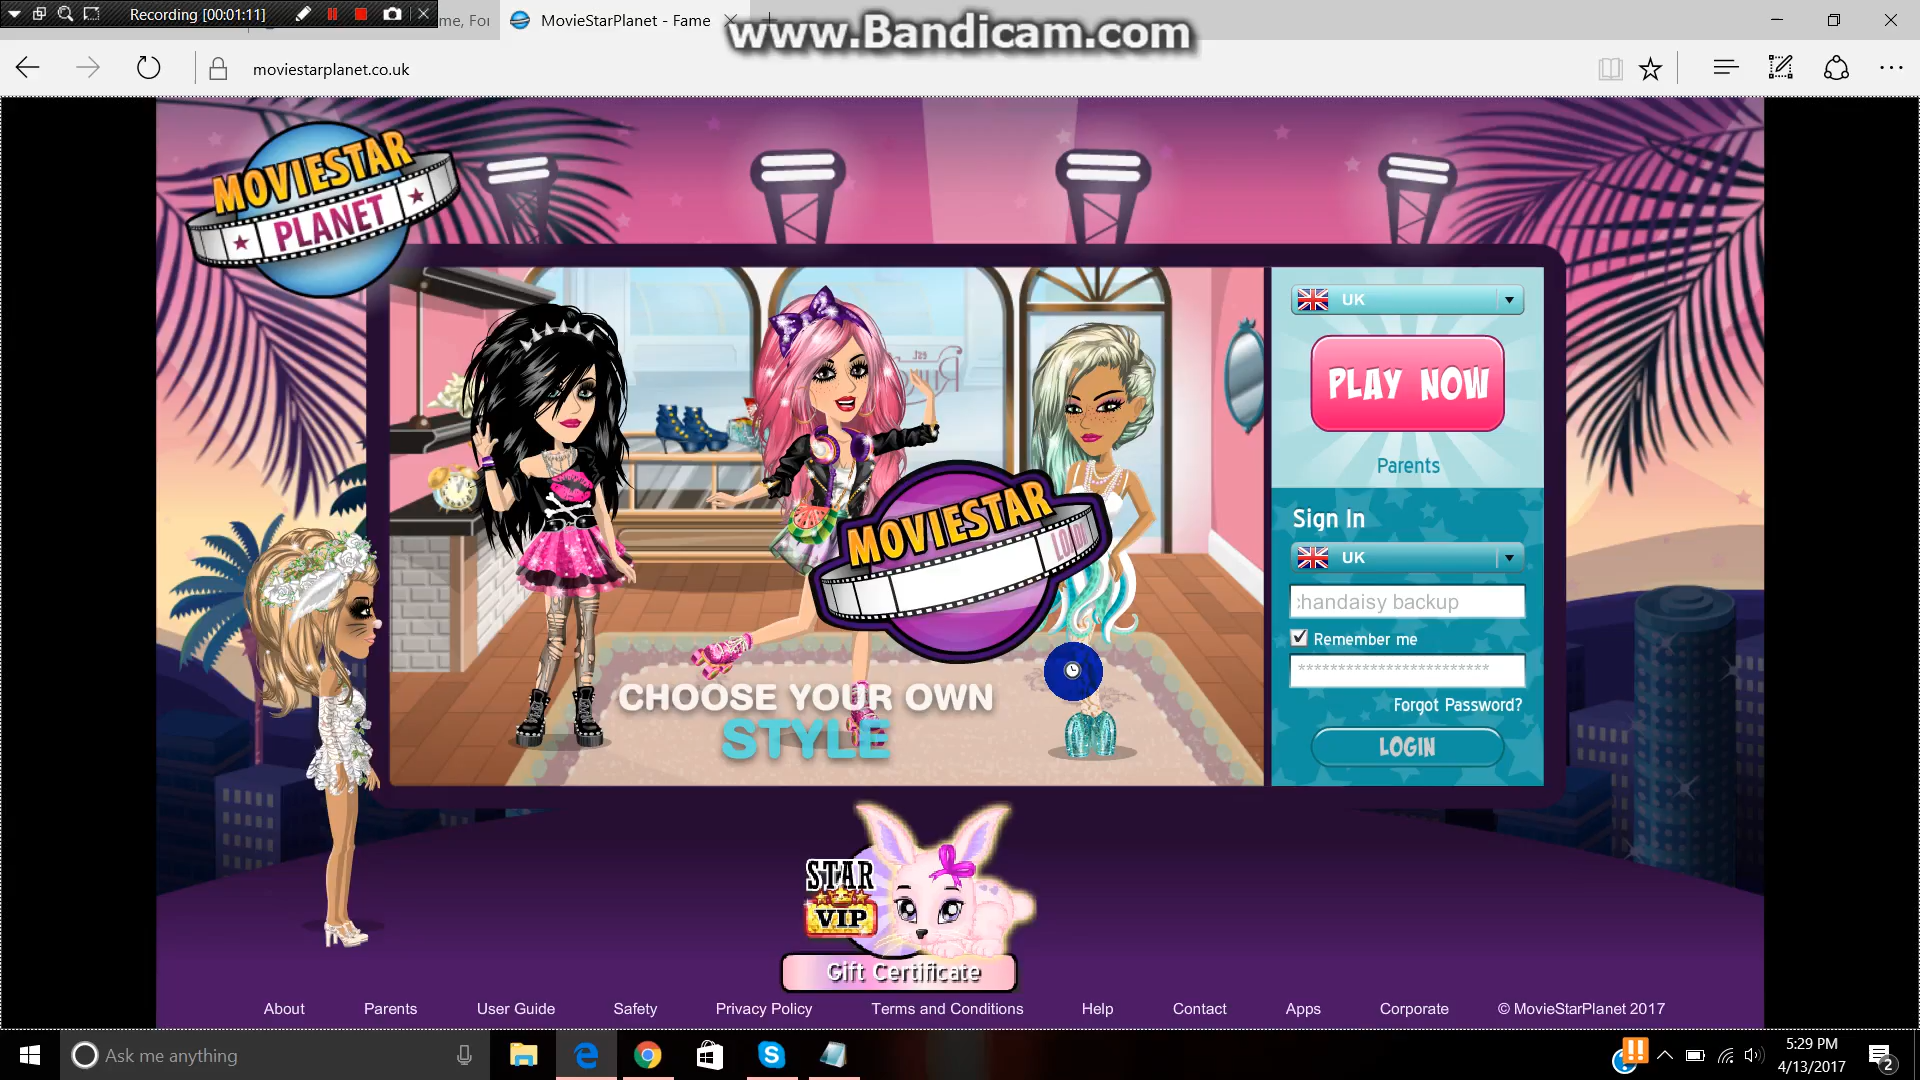 Recording [00:01:11]
me, Fo
MovieStarPlanet - Fame
www.Bandicam.com
moviestarplanet.co.uk
MOVIESTAR
PLANET
UK
PLAY NOW
Parents
Sign In
UK
chandaisy backup
Remember me
************************
Forgot Password?
LOGIN
MOVIESTAR
CHOOSE YOUR OWN
STYLE
STAR
VIP
Gift Certificate
About Parents User Guide Safety Privacy Policy Terms and Conditions Help Contact Apps Corporate © MovieStarPlanet 2017
Ask me anything
5:29 PM
4/13/2017
2